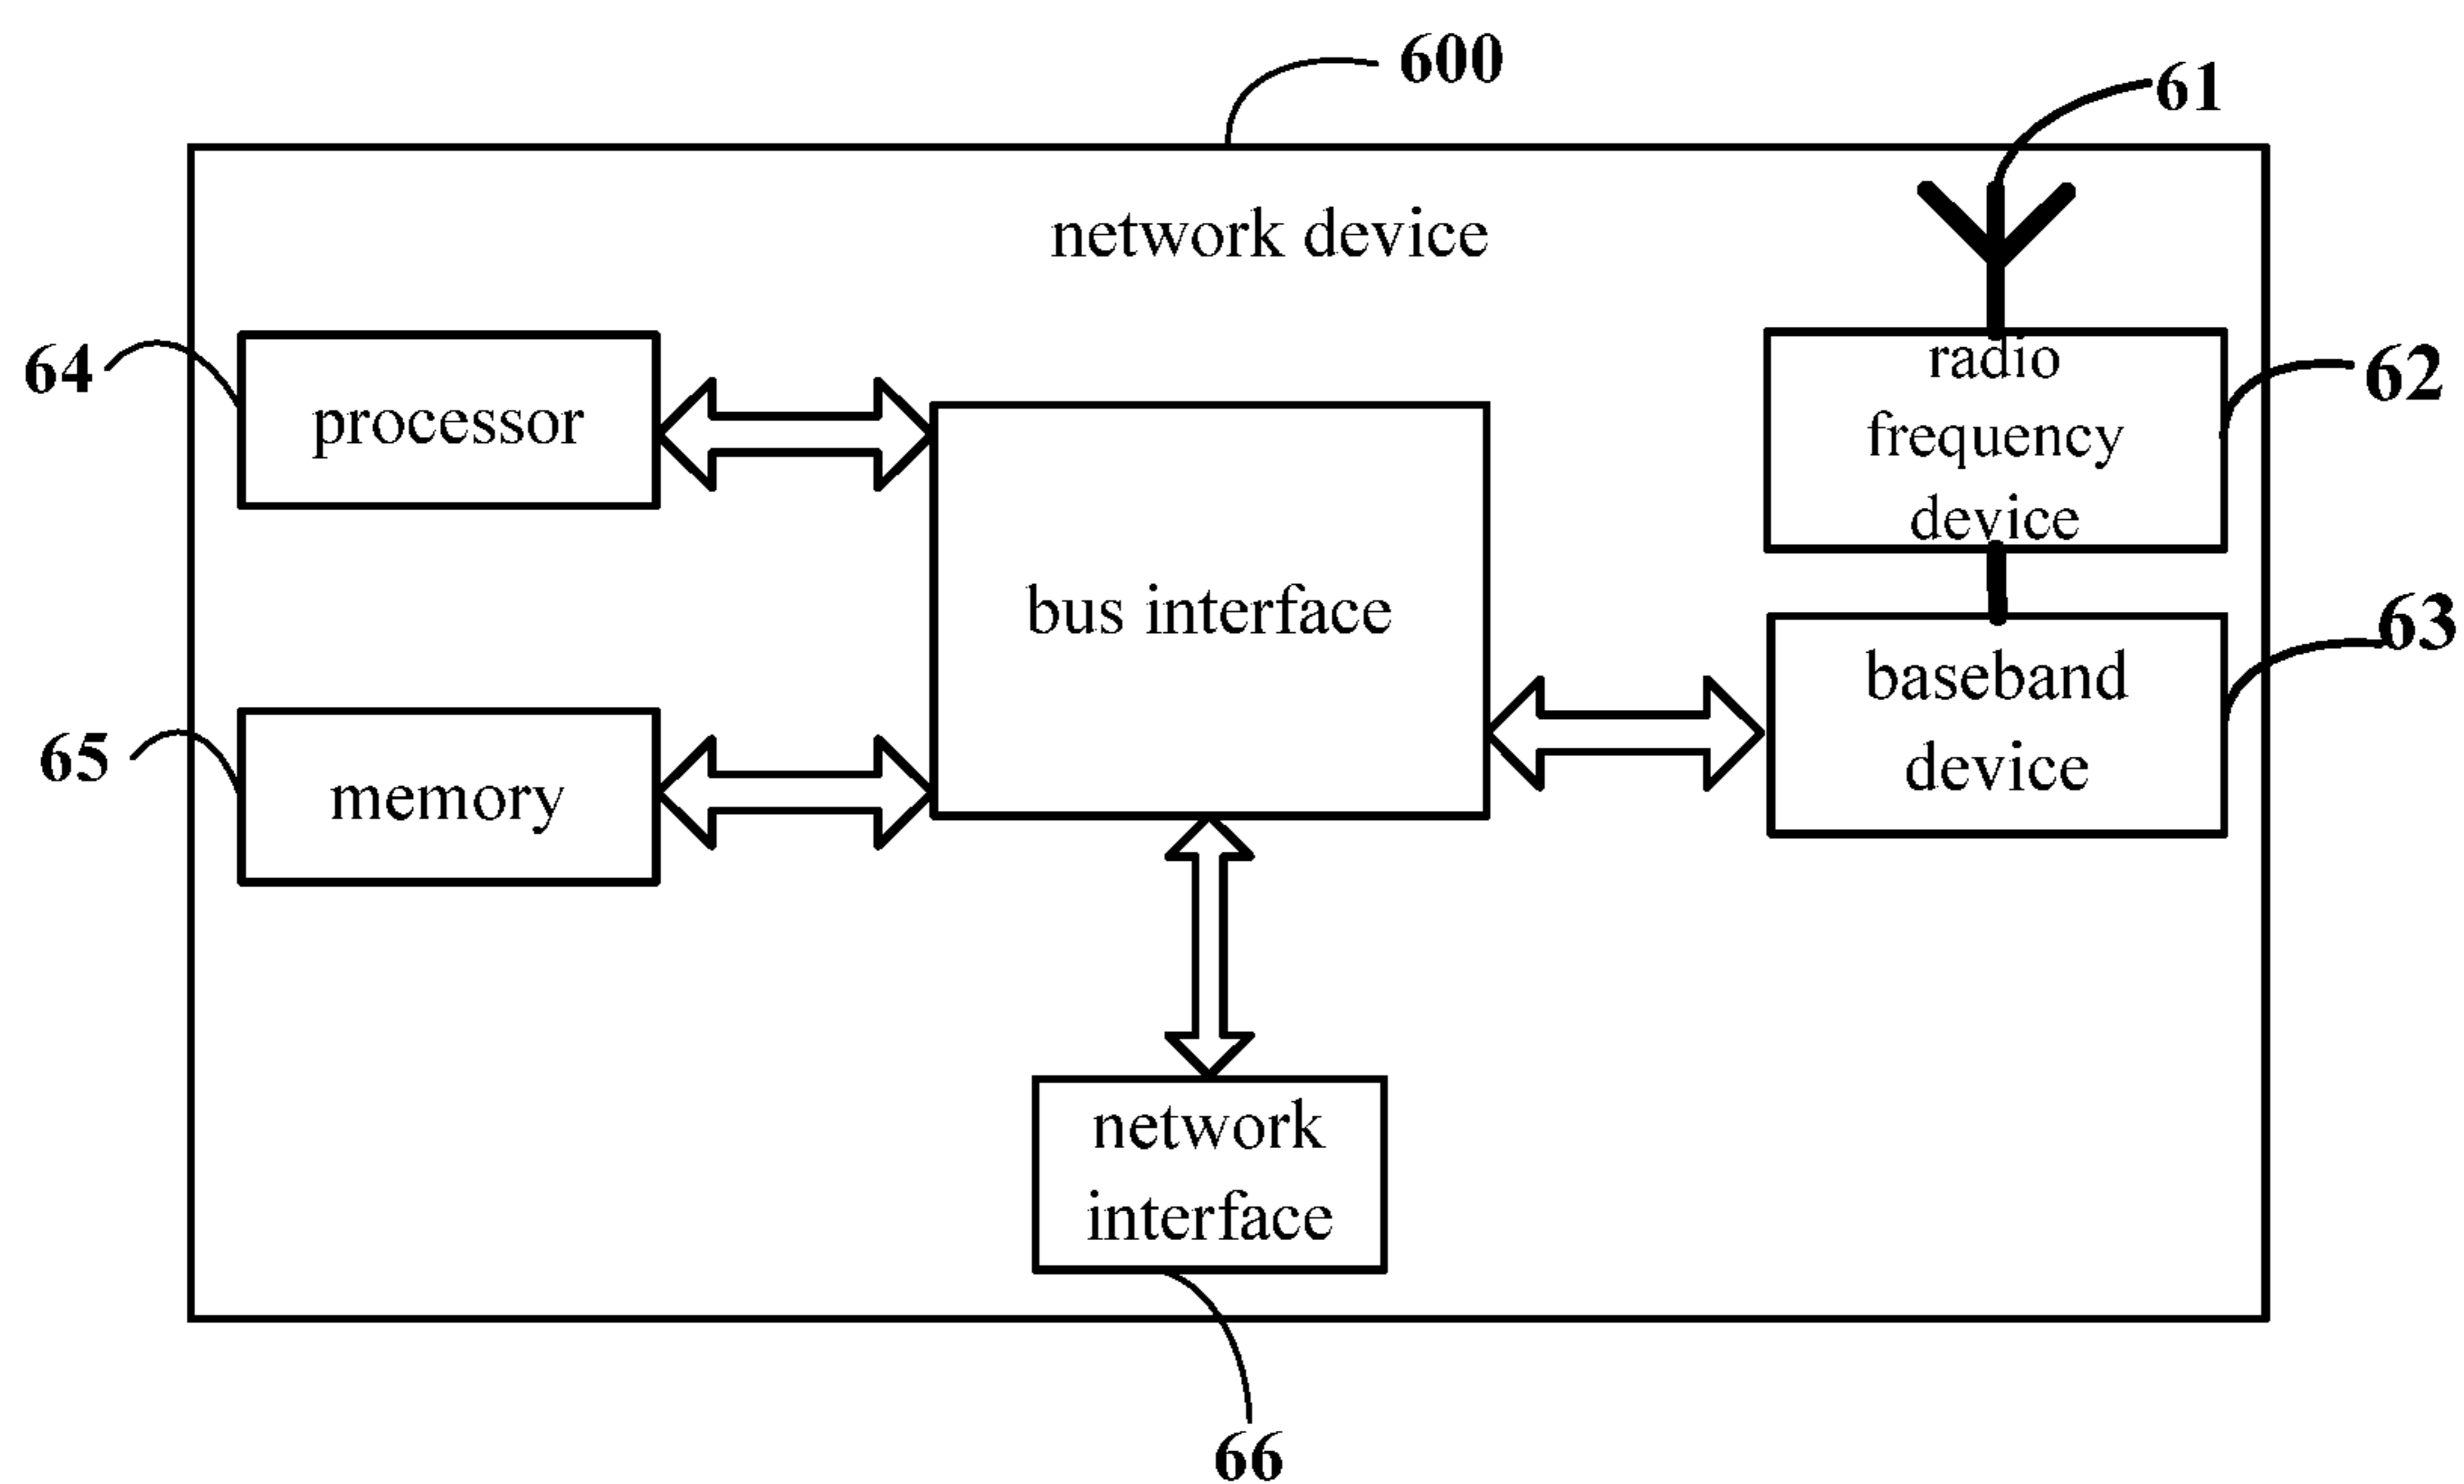 600
61
network device
64
processor
radio
frequency
device
62
bus interface
63
baseband
device
65
memory
network
interface
66